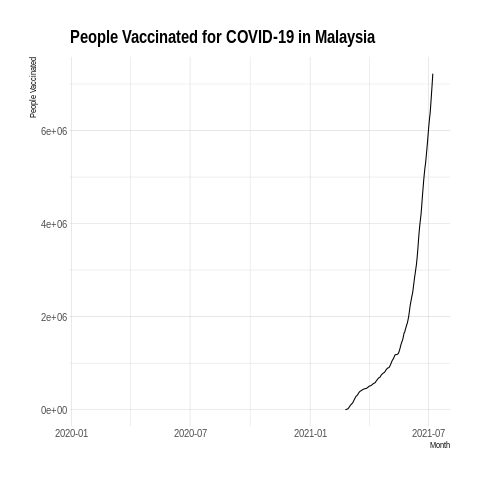 People Vaccinated for COVID-19 in Malaysia
People Vaccinated
6e+06
4e+06
2e+06
0e+00
2020-01 2020-07 2021-01 2021-07
Month